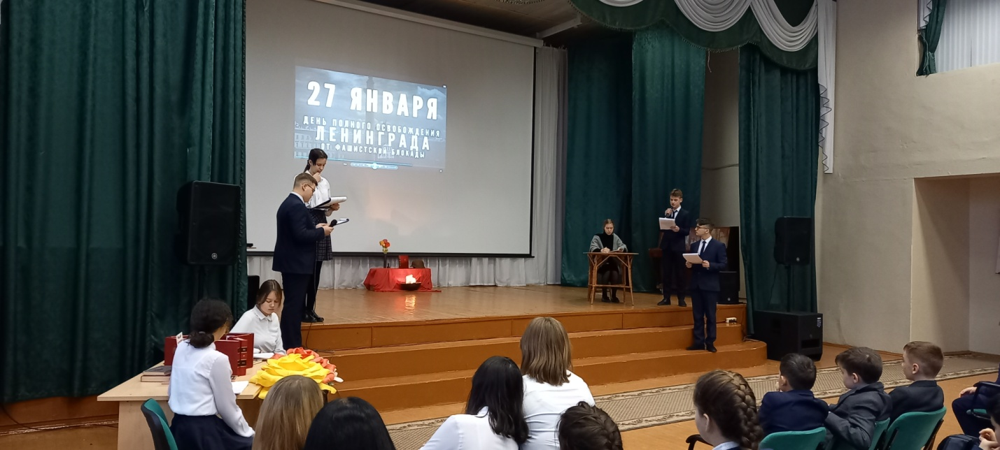 27 ЯНВАРЯ
ДЕНЬ ПОЛНОГО ОСВОБОЖДЕНИЯ
ЛЕНИНГРАДА
ОТ ФАШИСТСКОЙ БЛОКАДЫ